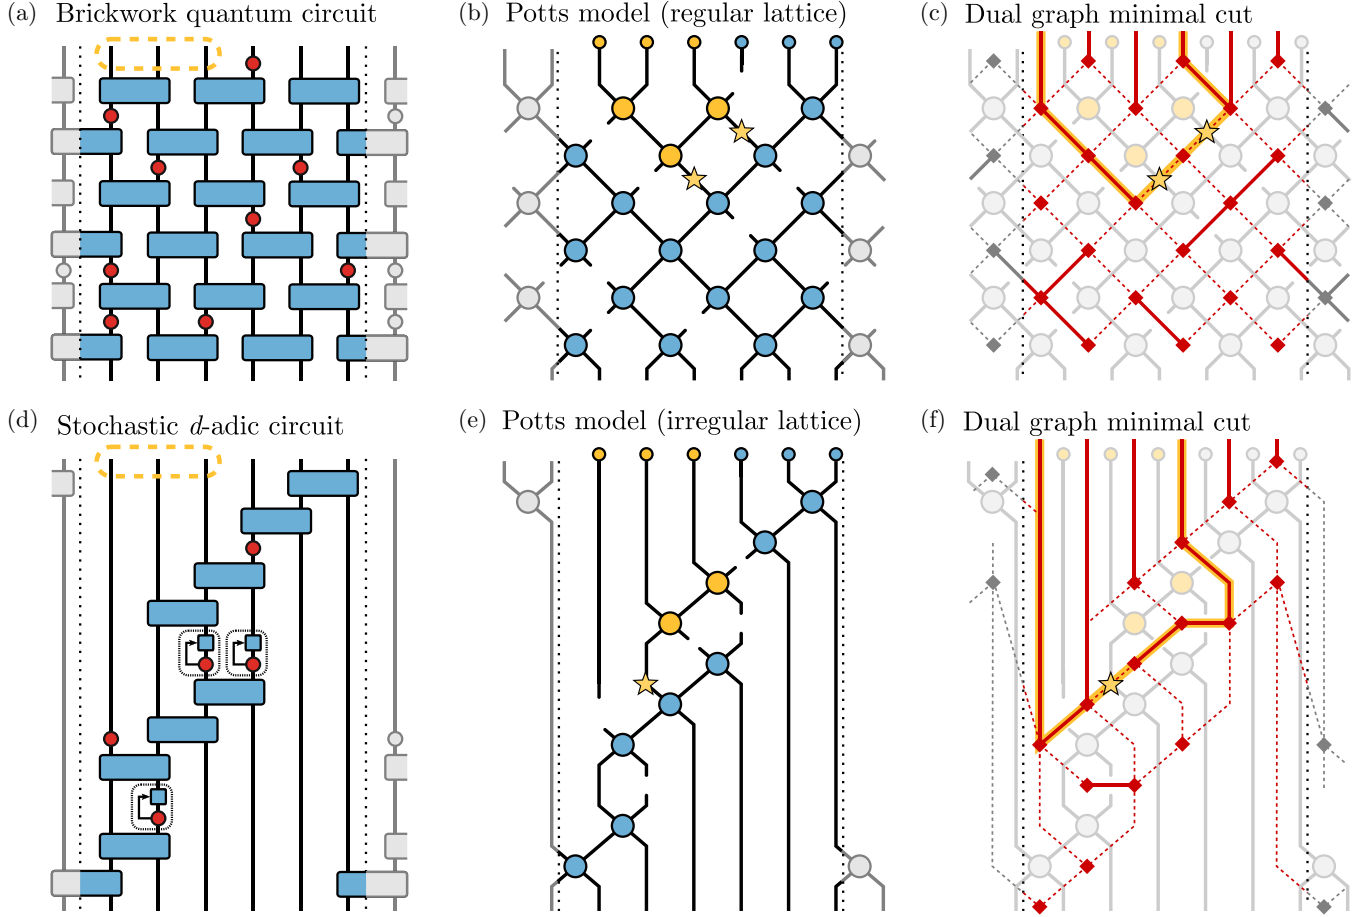 (a) Brickwork quantum circuit
(b) Potts model (regular lattice)
(c) Dual graph minimal cut
(d) Stochastic d-adic circuit
(e) Potts model (irregular lattice)
(f) Dual graph minimal cut